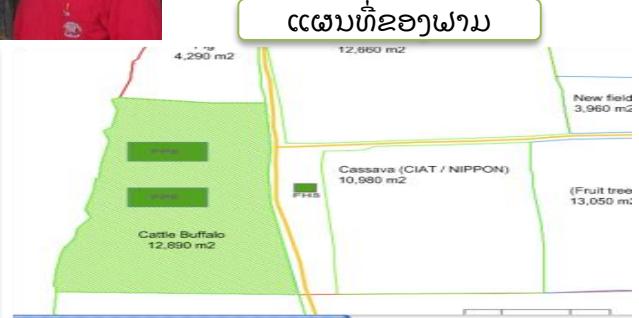 ແຜນທີ່ຂອງຟາມ
4,290 m2
12,660 m2
New field
3,960 m2
Cassava (CIAT / NIPPON)
10,980 m2
FHS
(Fruit tree
13,050 m2
Cattle Buffalo
12,890 m2